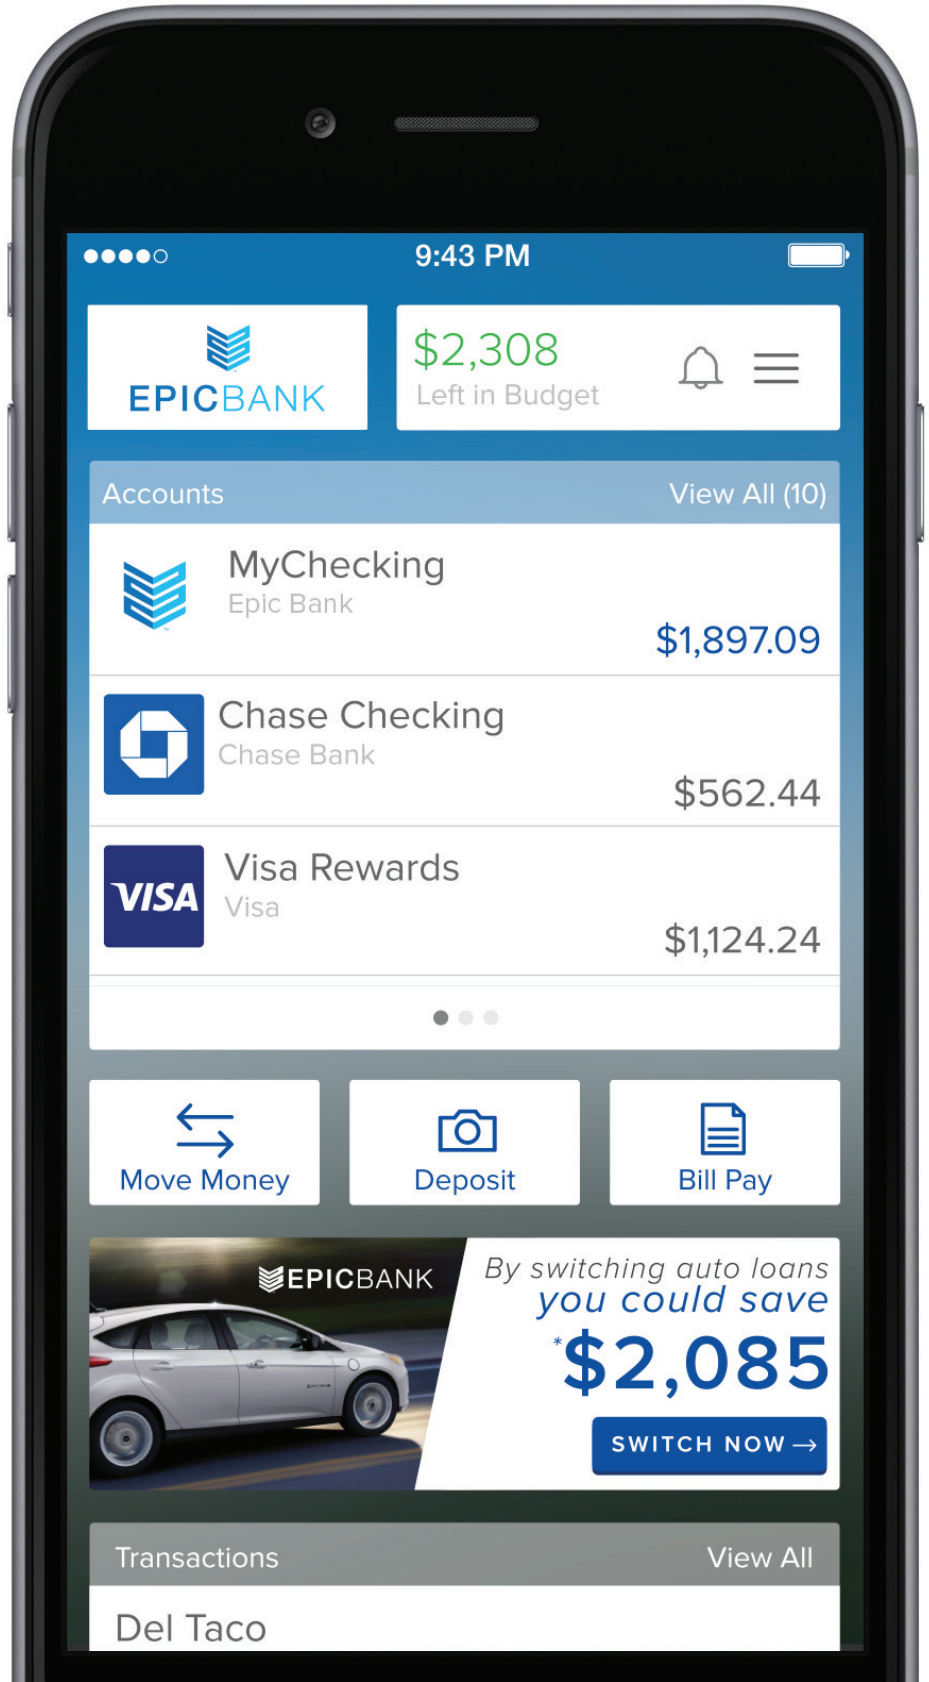 9:43 PM
EPICBANK
$2,308
Left in Budget
Accounts
View All (10)
MyChecking
Epic Bank
$1,897.09
Chase Checking
Chase Bank
$562.44
VISA
Visa Rewards
Visa
$1,124.24
Move Money
Deposit
Bill Pay
EPICBANK
By switching auto loans
you could save
*$2,085
SWITCH NOW
Transactions
View All
Del Taco